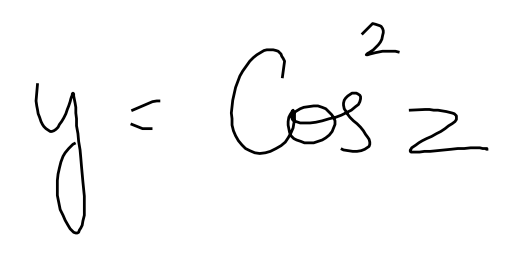 y = Cos² z